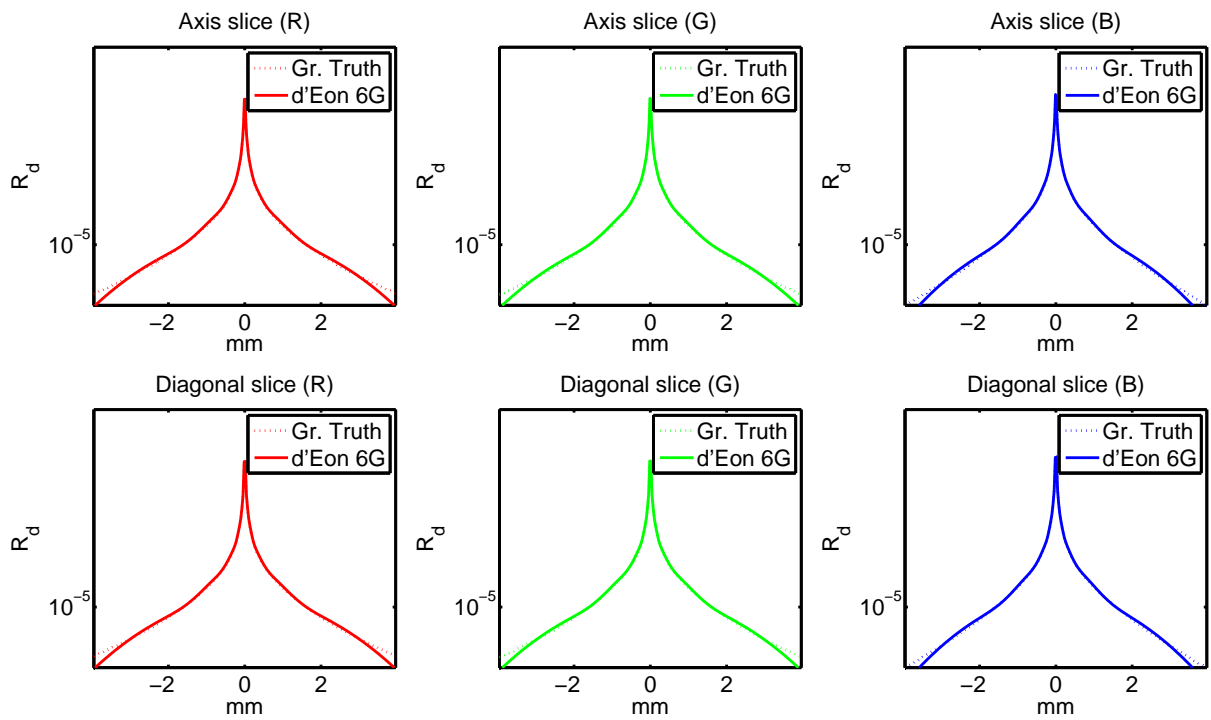 Axis slice (R)
Gr. Truth
d'Eon 6G
R_d
10^−5
−2 0 2
mm
Axis slice (G)
Gr. Truth
d'Eon 6G
R_d
10^−5
−2 0 2
mm
Axis slice (B)
Gr. Truth
d'Eon 6G
R_d
10^−5
−2 0 2
mm
Diagonal slice (R)
Gr. Truth
d'Eon 6G
R_d
10^−5
−2 0 2
mm
Diagonal slice (G)
Gr. Truth
d'Eon 6G
R_d
10^−5
−2 0 2
mm
Diagonal slice (B)
Gr. Truth
d'Eon 6G
R_d
10^−5
−2 0 2
mm